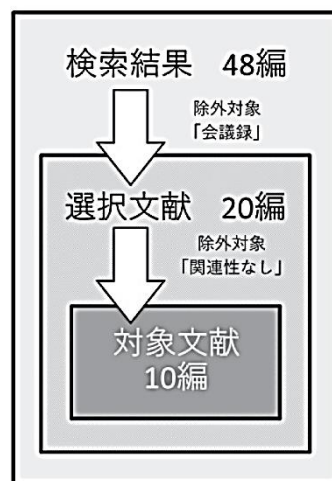 検索結果 48編
除外対象
「会議録」
選択文献 20編
除外対象
「関連性なし」
対象文献
10編